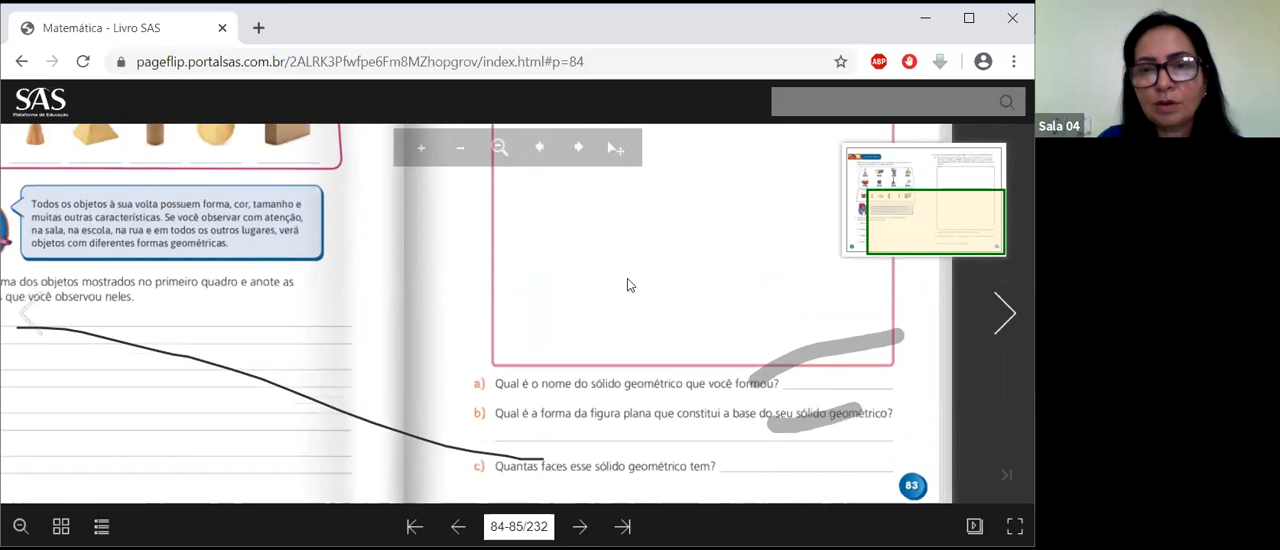 Matemática - Livro SAS
pageflip.portalsas.com.br/2ALRK3Pfwfpe6Fm8MZhopgrov/index.html#p=84
ABP
SAS
Plataforma de Educação
Sala 04
Todos os objetos à sua volta possuem forma, cor, tamanho e
muitas outras características. Se você observar com atenção,
na sala, na escola, na rua e em todos os outros lugares, verá
objetos com diferentes formas geométricas.
ma dos objetos mostrados no primeiro quadro e anote as
s que você observou neles.
a) Qual é o nome do sólido geométrico que você formou?
b) Qual é a forma da figura plana que constitui a base do seu sólido geométrico?
c) Quantas faces esse sólido geométrico tem?
83
84-85/232